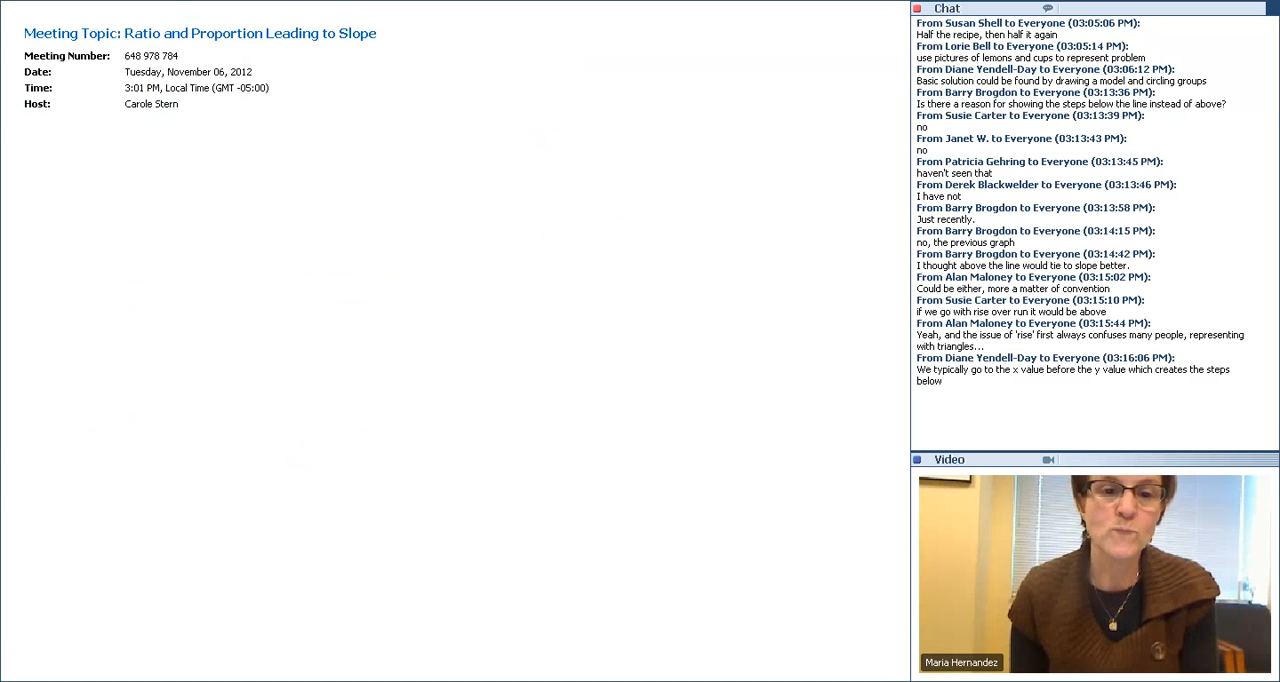 Meeting Topic: Ratio and Proportion Leading to Slope
Meeting Number: 648 978 784
Date: Tuesday, November 06, 2012
Time: 3:01 PM, Local Time (GMT -05:00)
Host: Carole Stern
Chat
From Susan Shell to Everyone (03:05:06 PM):
Half the recipe, then half it again
From Lorie Bell to Everyone (03:05:14 PM):
use pictures of lemons and cups to represent problem
From Diane Yendell-Day to Everyone (03:06:12 PM):
Basic solution could be found by drawing a model and circling groups
From Barry Brogdon to Everyone (03:13:36 PM):
Is there a reason for showing the steps below the line instead of above?
From Susie Carter to Everyone (03:13:39 PM):
no
From Janet W. to Everyone (03:13:43 PM):
no
From Patricia Gehring to Everyone (03:13:45 PM):
haven't seen that
From Derek Blackwelder to Everyone (03:13:46 PM):
I have not
From Barry Brogdon to Everyone (03:13:58 PM):
Just recently.
From Barry Brogdon to Everyone (03:14:15 PM):
no, the previous graph
From Barry Brogdon to Everyone (03:14:42 PM):
I thought above the line would tie to slope better.
From Alan Maloney to Everyone (03:15:02 PM):
Could be either, more a matter of convention
From Susie Carter to Everyone (03:15:10 PM):
if we go with rise over run it would be above
From Alan Maloney to Everyone (03:15:44 PM):
Yeah, and the issue of 'rise' first always confuses many people, representing
with triangles...
From Diane Yendell-Day to Everyone (03:16:06 PM):
We typically go to the x value before the y value which creates the steps
below
Video
Maria Hernandez